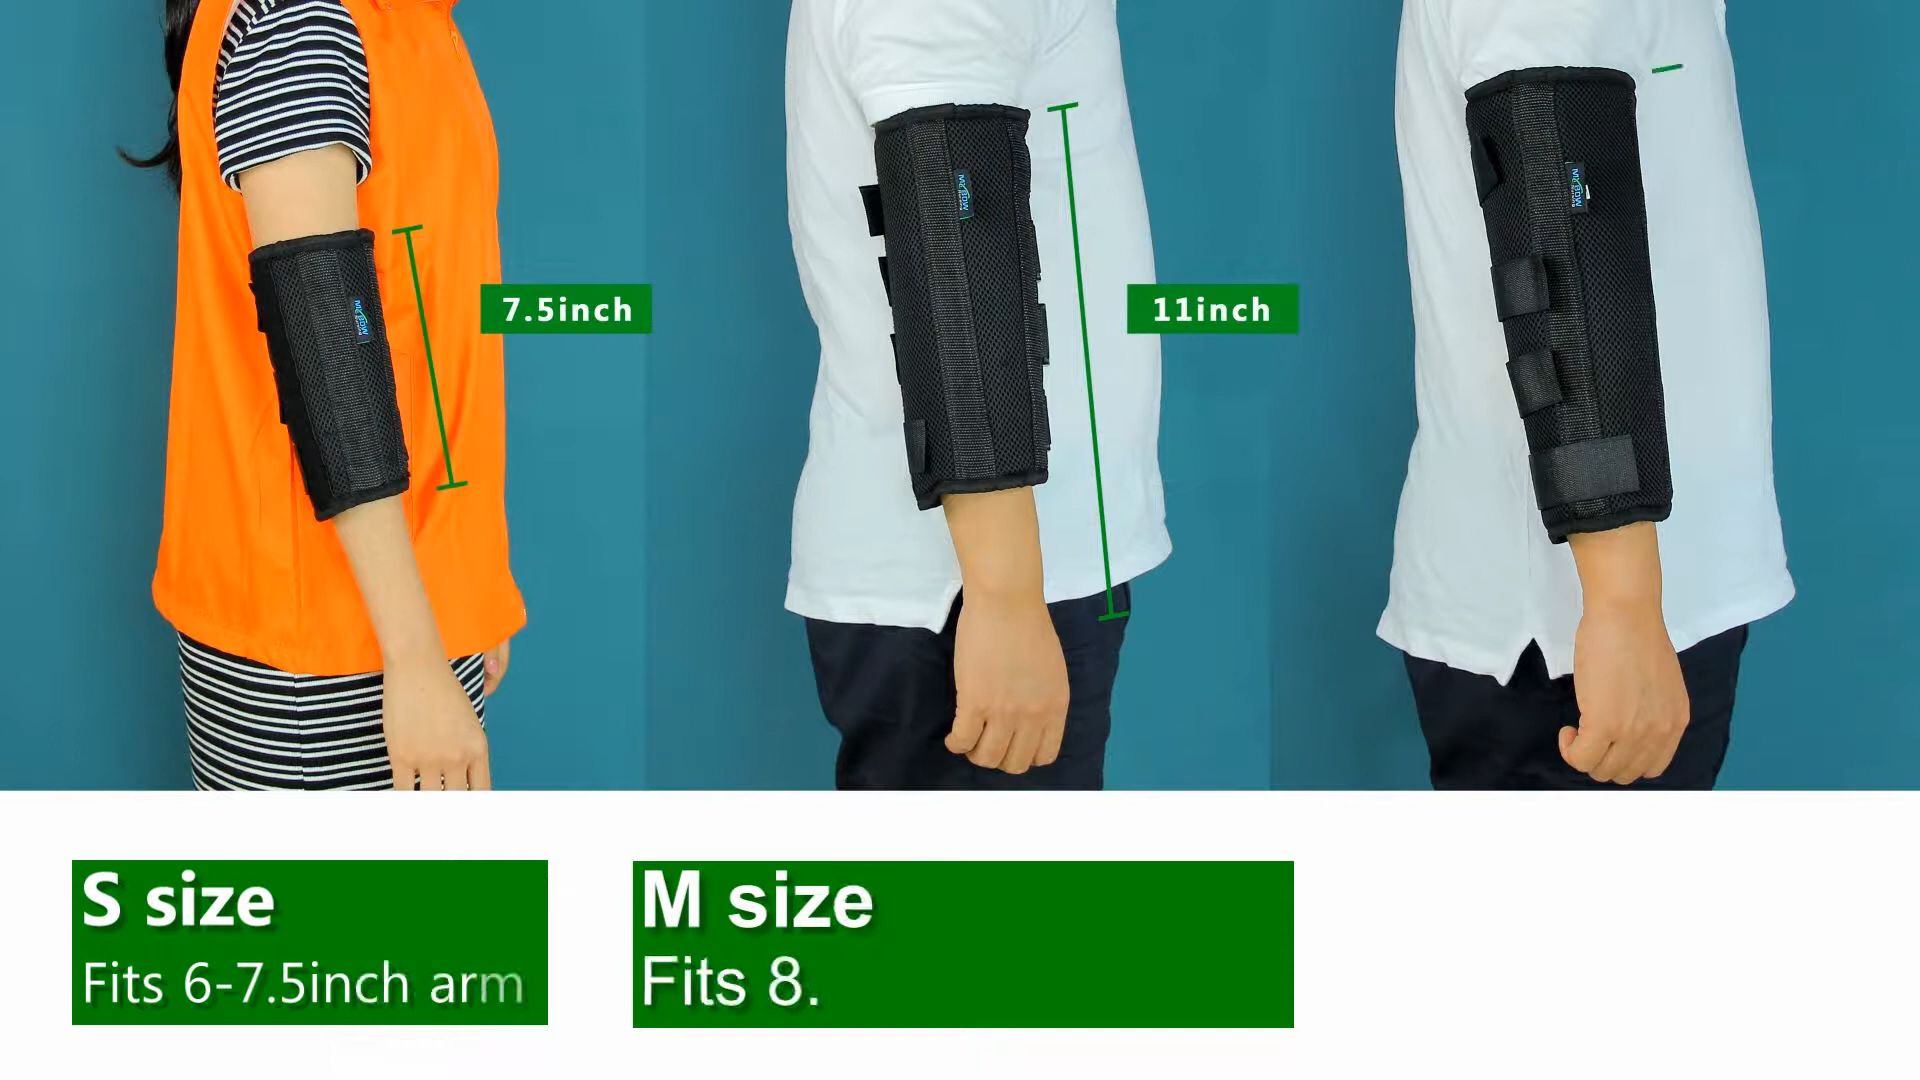 7.5inch
11inch
S size
Fits 6-7.5inch arm
M size
Fits 8.